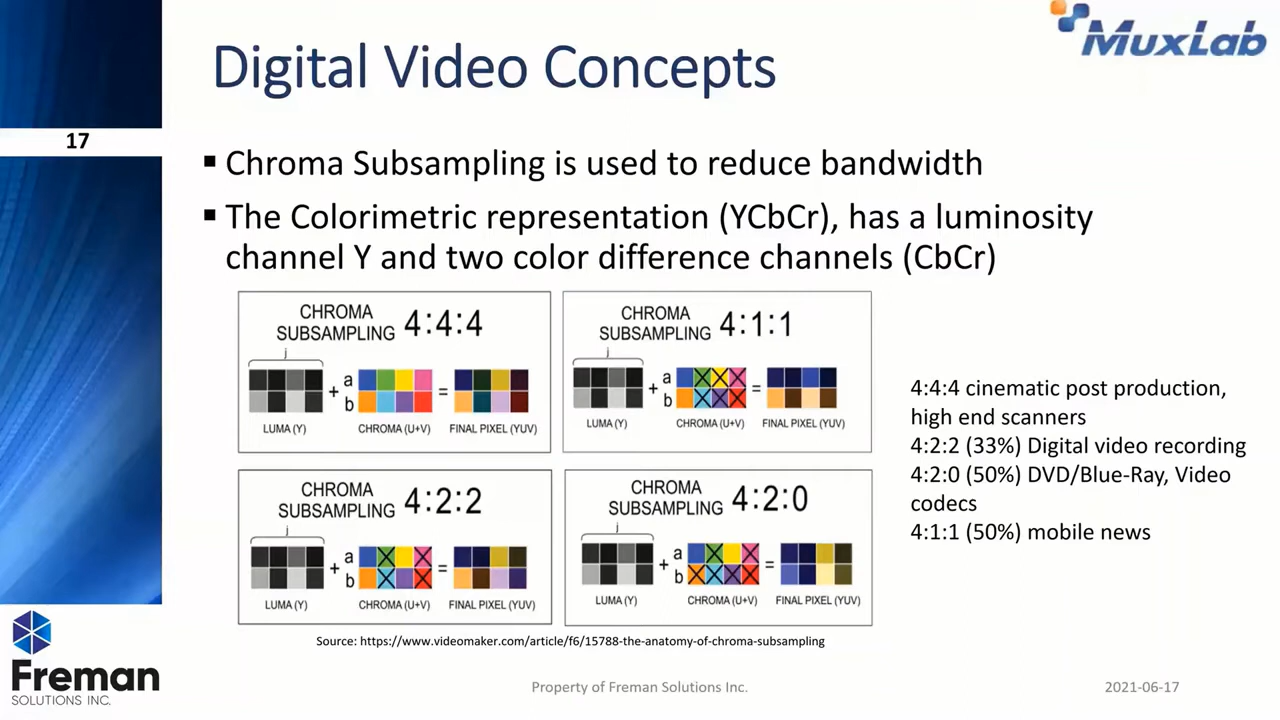 MuxLab
Digital Video Concepts
17
▪ Chroma Subsampling is used to reduce bandwidth
▪ The Colorimetric representation (YCbCr), has a luminosity
channel Y and two color difference channels (CbCr)
CHROMA
SUBSAMPLING 4:4:4
j
a
+
b
=
LUMA (Y) CHROMA (U+V) FINAL PIXEL (YUV)
CHROMA
SUBSAMPLING 4:1:1
j
a
+
b
=
LUMA (Y) CHROMA (U+V) FINAL PIXEL (YUV)
CHROMA
SUBSAMPLING 4:2:2
j
a
+
b
=
LUMA (Y) CHROMA (U+V) FINAL PIXEL (YUV)
CHROMA
SUBSAMPLING 4:2:0
j
a
+
b
=
LUMA (Y) CHROMA (U+V) FINAL PIXEL (YUV)
4:4:4 cinematic post production,
high end scanners
4:2:2 (33%) Digital video recording
4:2:0 (50%) DVD/Blue-Ray, Video
codecs
4:1:1 (50%) mobile news
Source: https://www.videomaker.com/article/f6/15788-the-anatomy-of-chroma-subsampling
Freman
SOLUTIONS INC.
Property of Freman Solutions Inc.
2021-06-17